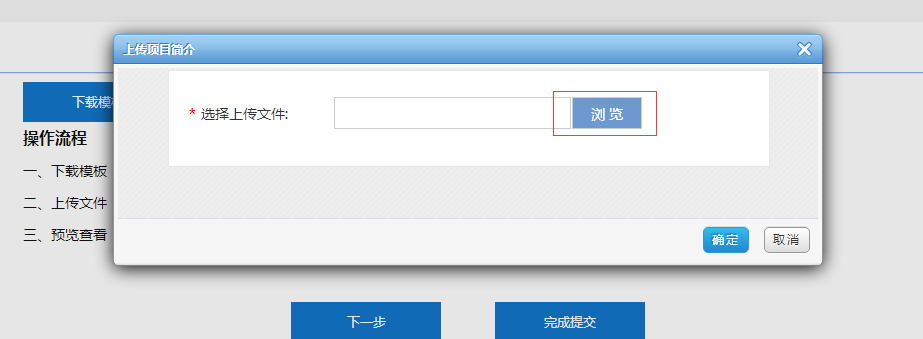 上传项目简介
下载模
操作流程
* 选择上传文件:
浏 览
一、下载模板
二、上传文件
三、预览查看
确定
取消
下一步
完成提交